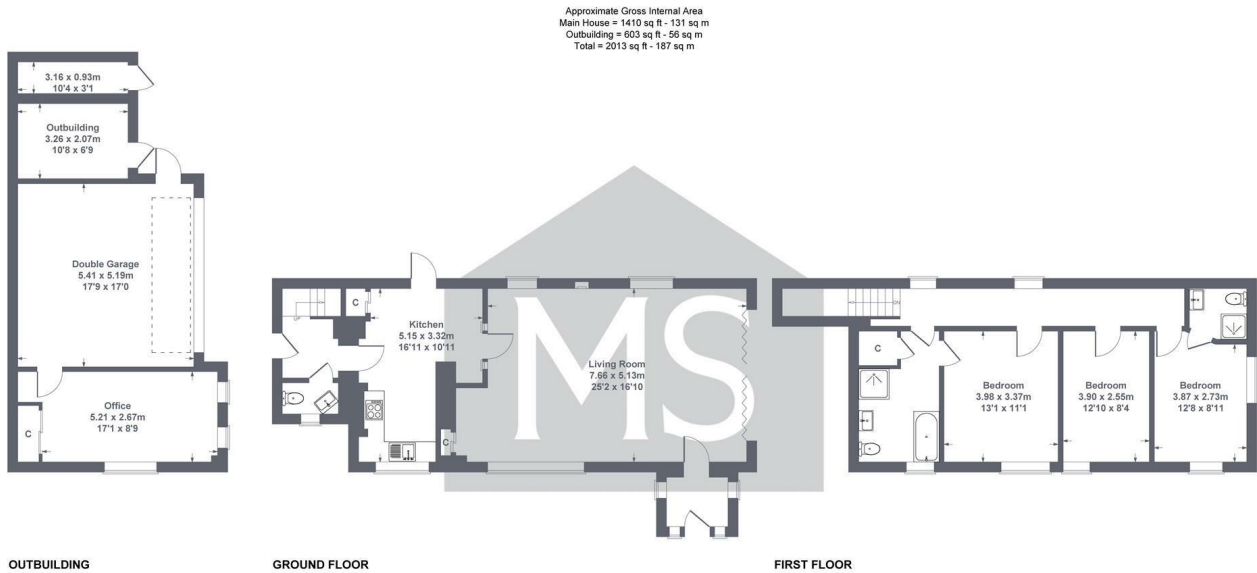 Approximate Gross Internal Area
Main House = 1410 sq ft - 131 sq m
Outbuilding = 603 sq ft - 56 sq m
Total = 2013 sq ft - 187 sq m
3.16 x 0.93m
10'4 x 3'1
Outbuilding
3.26 x 2.07m
10'8 x 6'9
Double Garage
5.41 x 5.19m
17'9 x 17'0
Office
5.21 x 2.67m
17'1 x 8'9
C
OUTBUILDING
C
Kitchen
5.15 x 3.32m
16'11 x 10'11
MS
Living Room
7.66 x 5.13m
25'2 x 16'10
C
GROUND FLOOR
C
Bedroom
3.98 x 3.37m
13'1 x 11'1
Bedroom
3.90 x 2.55m
12'10 x 8'4
Bedroom
3.87 x 2.73m
12'8 x 8'11
FIRST FLOOR